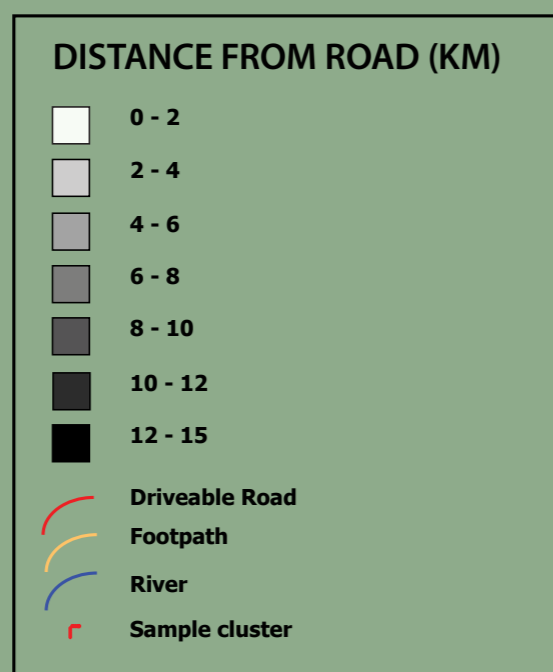 DISTANCE FROM ROAD (KM)
0 - 2
2 - 4
4 - 6
6 - 8
8 - 10
10 - 12
12 - 15
Driveable Road
Footpath
River
Sample cluster